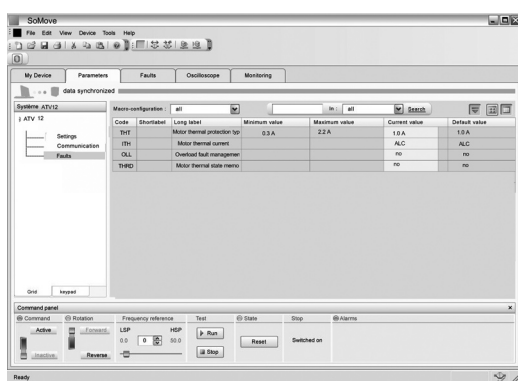 SoMove
File Edit View Device Tools Help
My Device Parameters Faults Oscilloscope Monitoring
data synchronized
Système ATV12
Macro-configuration : all In : all Search
ATV 12
Settings
Communication
Faults
Code Shortlabel Long label Minimum value Maximum value Current value Default value
THT Motor thermal protection typ 0.3 A 2.2 A 1.0 A 1.0 A
ITH Motor thermal current ALC ALC
OLL Overload fault managemen no no
THRD Motor thermal state memo no no
Grid keypad
Command panel
Command Rotation Frequency reference Test State Stop Alarms
Active Forward LSP HSP Run
0.0 0 50.0 Reset Switched on
Inactive Reverse Stop
Ready